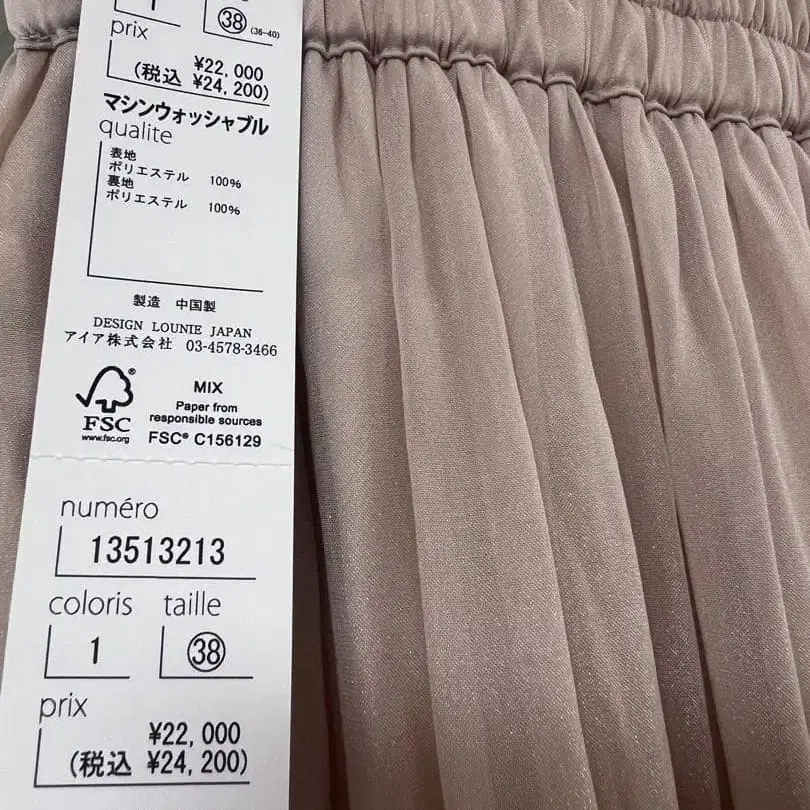 ㊳ (36-40)
prix
¥22,000
(税込 ¥24,200)
マシンウォッシャブル
qualite
表地
ポリエステル 100%
裏地
ポリエステル 100%
製造 中国製
DESIGN LOUNIE JAPAN
アイア株式会社 03-4578-3466
FSC®
www.fsc.org
MIX
Paper from
responsible sources
FSC® C156129
numéro
13513213
coloris taille
1 ㊳
prix
¥22,000
(税込 ¥24,200)